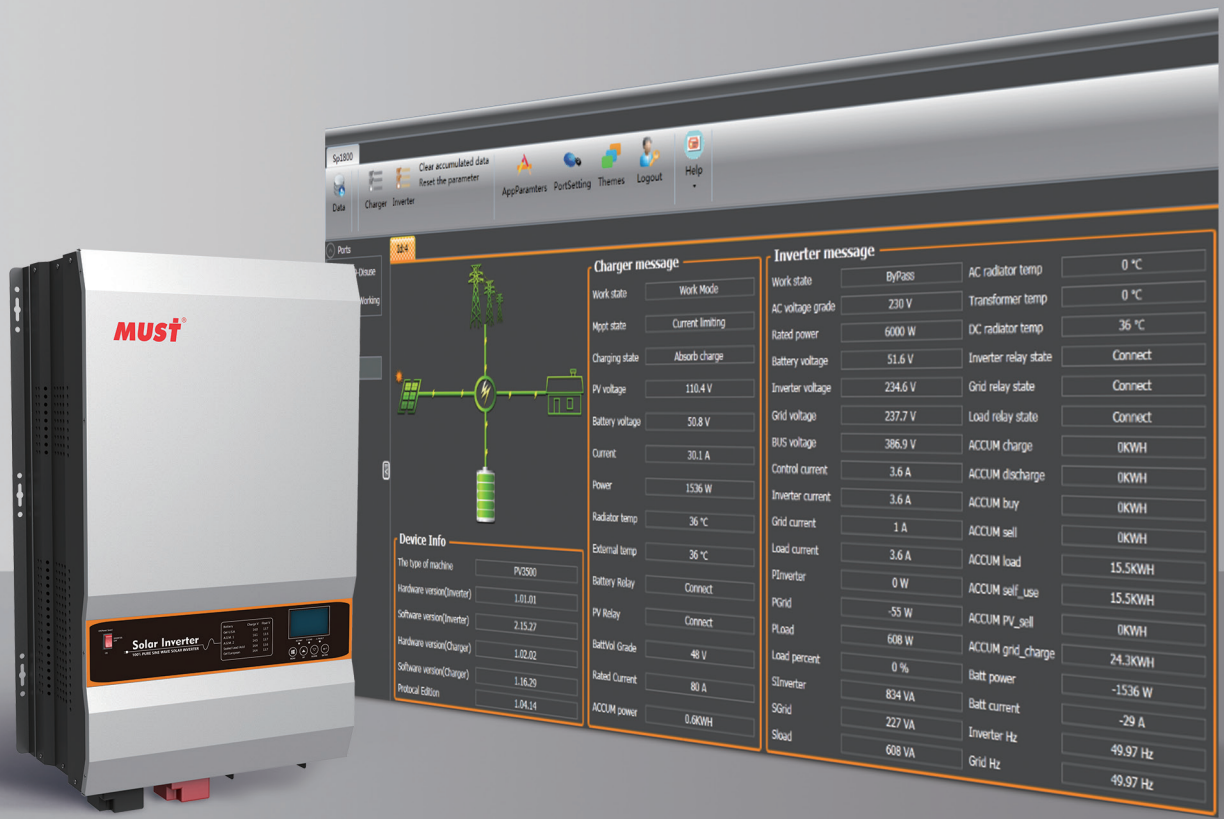 Sp1800
Data
Charger
Inverter
Clear accumulated data
Reset the parameter
AppParamters
PortSetting
Themes
Logout
Help
Ports
-Disuse
Working
Id:4
Device Info
The type of machine PV3500
Hardware version(Inverter) 1.01.01
Software version(Inverter) 2.15.27
Hardware version(Charger) 1.02.02
Software version(Charger) 1.16.29
Protocal Edition 1.04.14
Charger message
Work state Work Mode
Mppt state Current limiting
Charging state Absorb charge
PV voltage 110.4 V
Battery voltage 50.8 V
Current 30.1 A
Power 1536 W
Radiator temp 36 ℃
External temp 36 ℃
Battery Relay Connect
PV Relay Connect
BattVol Grade 48 V
Rated Current 80 A
ACCUM power 0.6KWH
Inverter message
Work state ByPass
AC voltage grade 230 V
Rated power 6000 W
Battery voltage 51.6 V
Inverter voltage 234.6 V
Grid voltage 237.7 V
BUS voltage 386.9 V
Control current 3.6 A
Inverter current 3.6 A
Grid current 1 A
Load current 3.6 A
PInverter 0 W
PGrid -55 W
PLoad 608 W
Load percent 0 %
SInverter 834 VA
SGrid 227 VA
Sload 608 VA
AC radiator temp 0 ℃
Transformer temp 0 ℃
DC radiator temp 36 ℃
Inverter relay state Connect
Grid relay state Connect
Load relay state Connect
ACCUM charge 0KWH
ACCUM discharge 0KWH
ACCUM buy 0KWH
ACCUM sell 0KWH
ACCUM load 15.5KWH
ACCUM self_use 15.5KWH
ACCUM PV_sell 0KWH
ACCUM grid_charge 24.3KWH
Batt power -1536 W
Batt current -29 A
Inverter Hz 49.97 Hz
Grid Hz 49.97 Hz
MUST®
Solar Inverter
100% PURE SINE WAVE SOLAR INVERTER